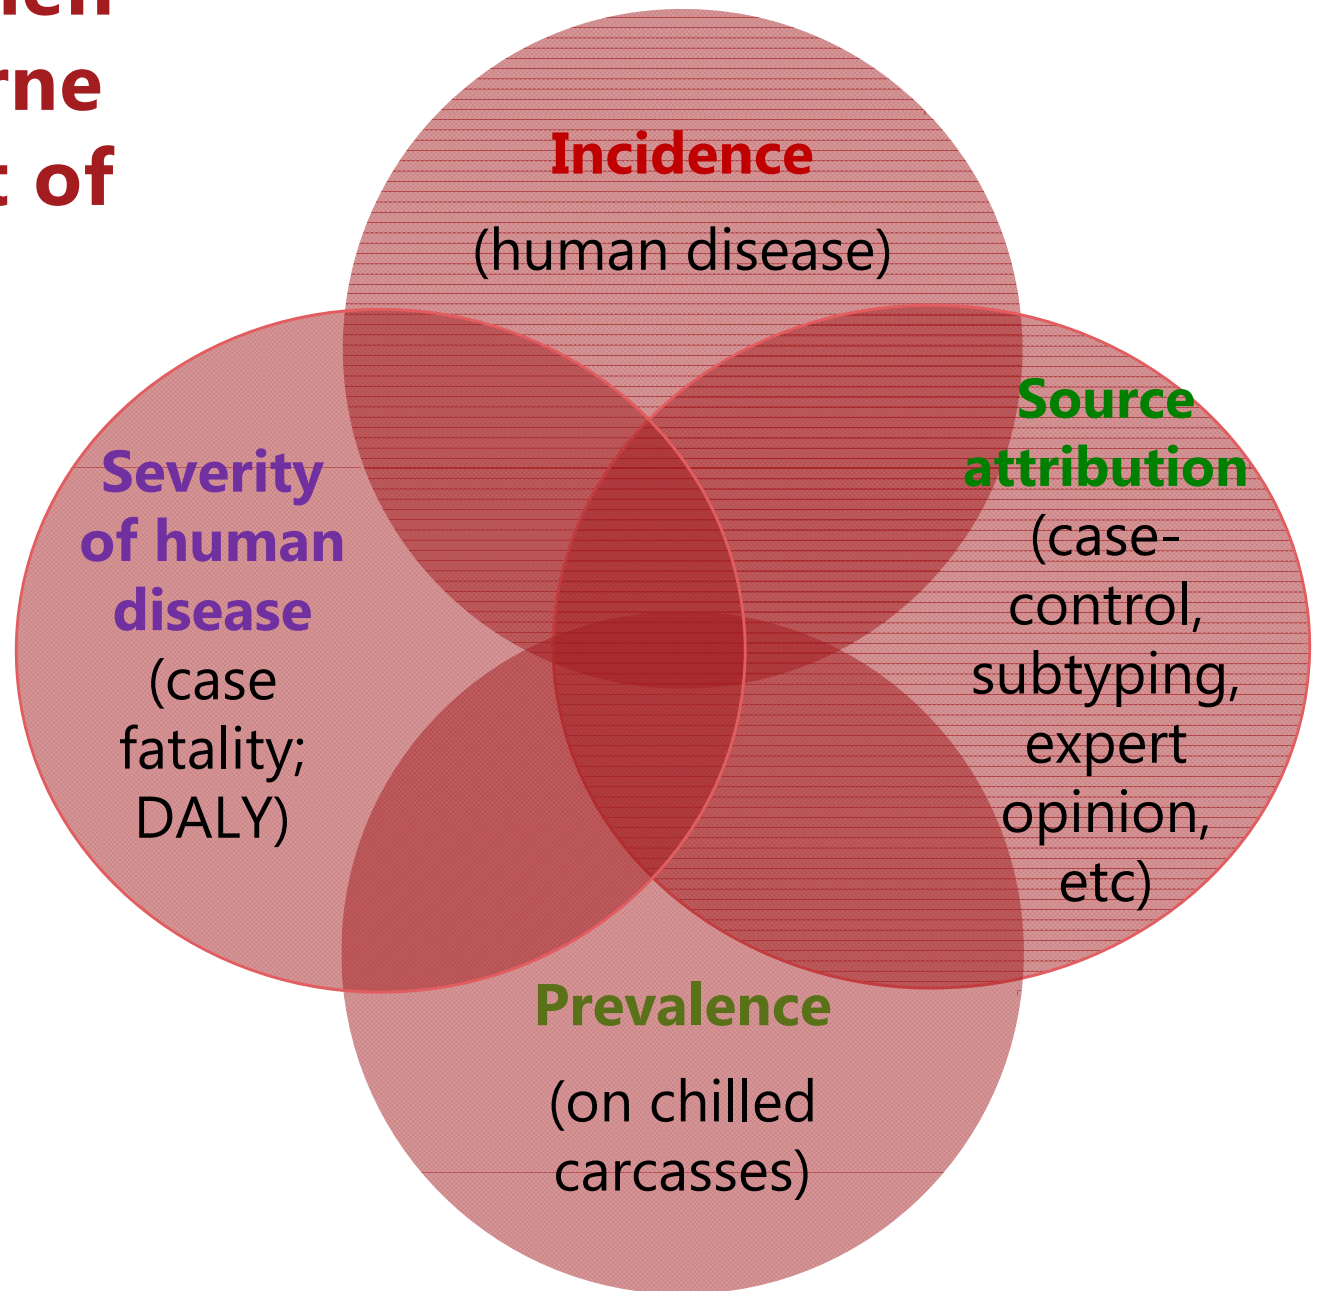 rne
t of
Incidence
(human disease)
Severity
of human
disease
(case
fatality;
DALY)
Source
attribution
(case-
control,
subtyping,
expert
opinion,
etc)
Prevalence
(on chilled
carcasses)